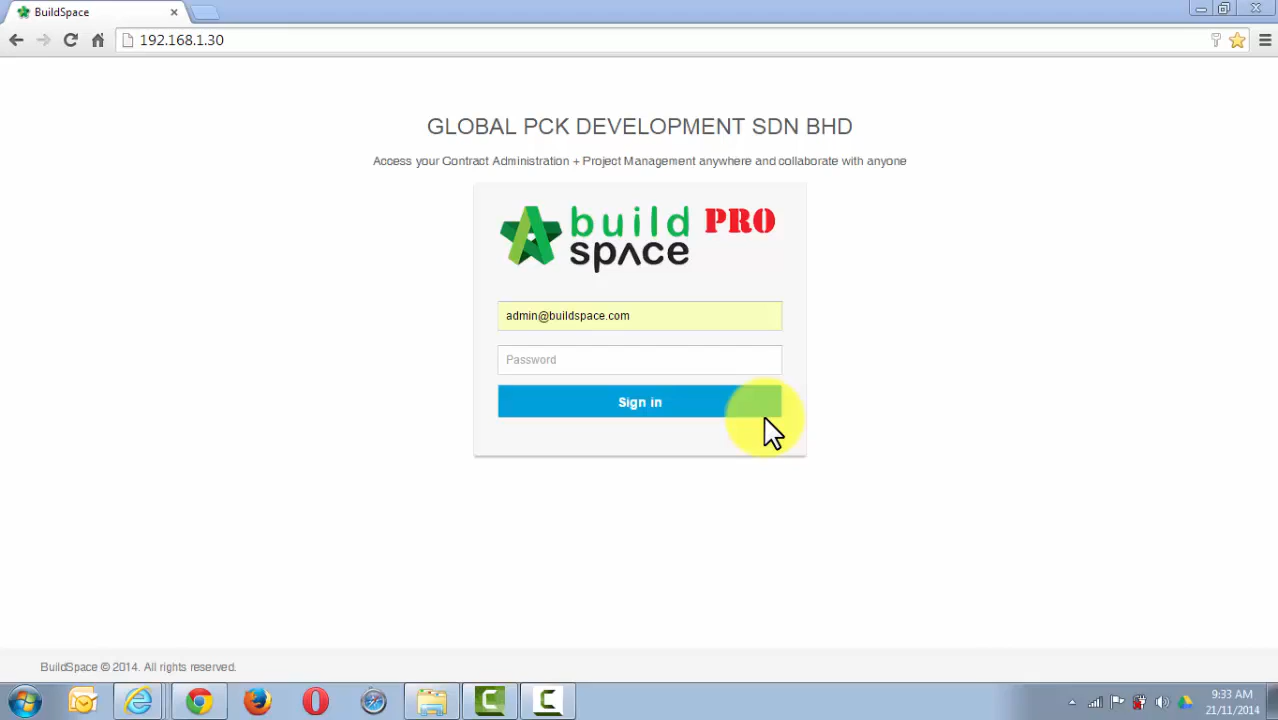 BuildSpace
192.168.1.30
GLOBAL PCK DEVELOPMENT SDN BHD
Access your Contract Administration + Project Management anywhere and collaborate with anyone
build PRO
spʌce
admin@buildspace.com
Password
Sign in
BuildSpace © 2014. All rights reserved.
9:33 AM
21/11/2014